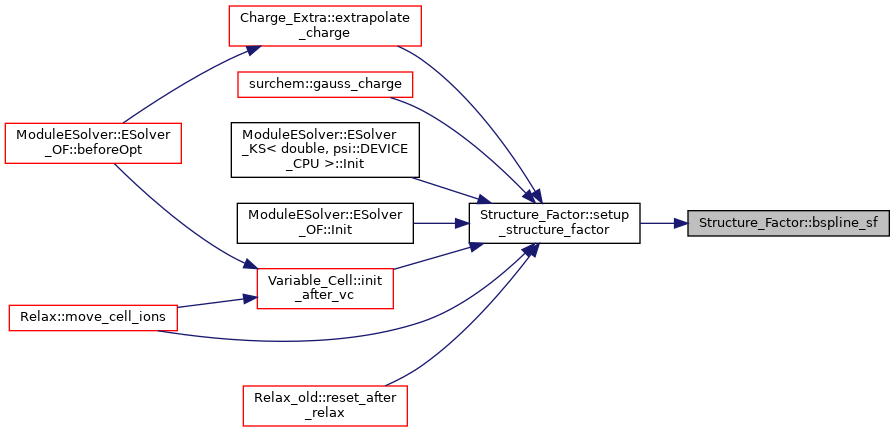 Charge_Extra::extrapolate
_charge
surchem::gauss_charge
ModuleESolver::ESolver
_OF::beforeOpt
ModuleESolver::ESolver
_KS< double, psi::DEVICE
_CPU >::Init
ModuleESolver::ESolver
_OF::Init
Structure_Factor::setup
_structure_factor
Structure_Factor::bspline_sf
Variable_Cell::init
_after_vc
Relax::move_cell_ions
Relax_old::reset_after
_relax